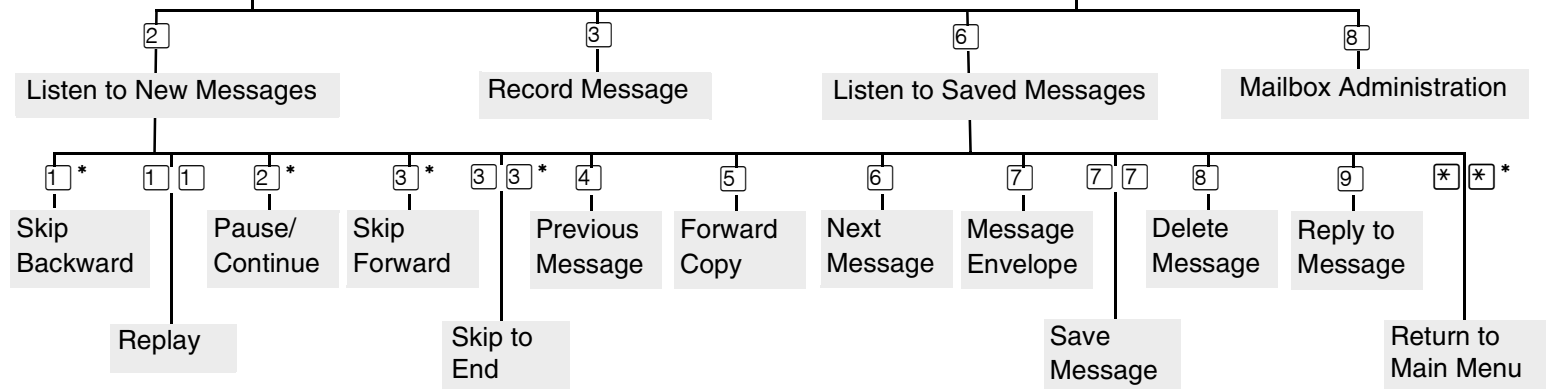 2 3 6 8
Listen to New Messages Record Message Listen to Saved Messages Mailbox Administration
1 * 1 1 2 * 3 * 3 3 * 4 5 6 7 7 7 8 9 * * *
Skip
Backward
Pause/
Continue
Skip
Forward
Previous
Message
Forward
Copy
Next
Message
Message
Envelope
Delete
Message
Reply to
Message
Replay
Skip to
End
Save
Message
Return to
Main Menu